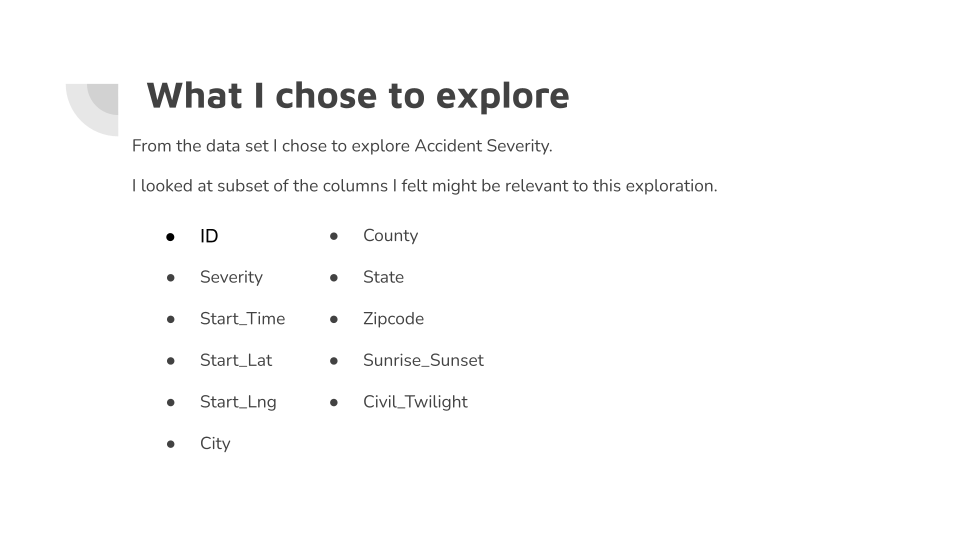 What I chose to explore
From the data set I chose to explore Accident Severity.
I looked at subset of the columns I felt might be relevant to this exploration.
● ID
● Severity
● Start_Time
● Start_Lat
● Start_Lng
● City
● County
● State
● Zipcode
● Sunrise_Sunset
● Civil_Twilight